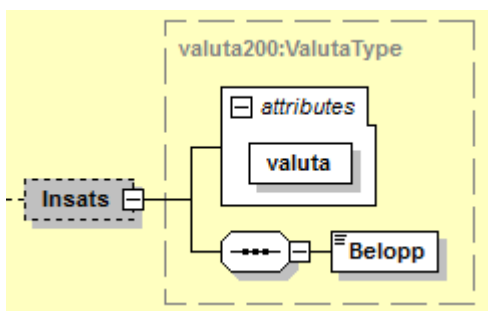 valuta200:ValutaType
attributes
valuta
Insats
Belopp